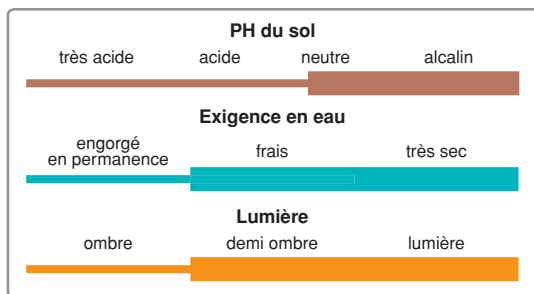 PH du sol
très acide acide neutre alcalin
Exigence en eau
engorgé
en permanence frais très sec
Lumière
ombre demi ombre lumière